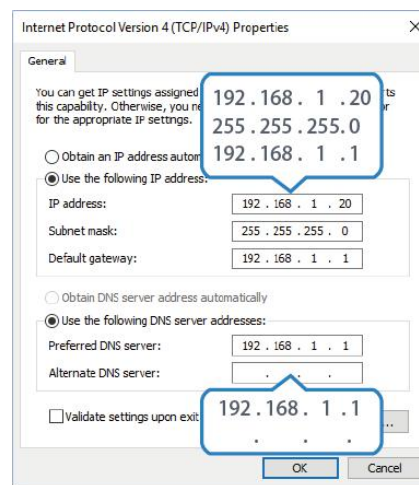 Internet Protocol Version 4 (TCP/IPv4) Properties
General
You can get IP settings assigned
this capability. Otherwise, you ne
for the appropriate IP settings.
192.168. 1 .20
255.255.255.0
192.168. 1 .1
Obtain an IP address autom
Use the following IP address:
IP address: 192 . 168 . 1 . 20
Subnet mask: 255 . 255 . 255 . 0
Default gateway: 192 . 168 . 1 . 1
Obtain DNS server address automatically
Use the following DNS server addresses:
Preferred DNS server: 192 . 168 . 1 . 1
Alternate DNS server: . . .
Validate settings upon exit
192.168. 1 .1
. . .
OK Cancel